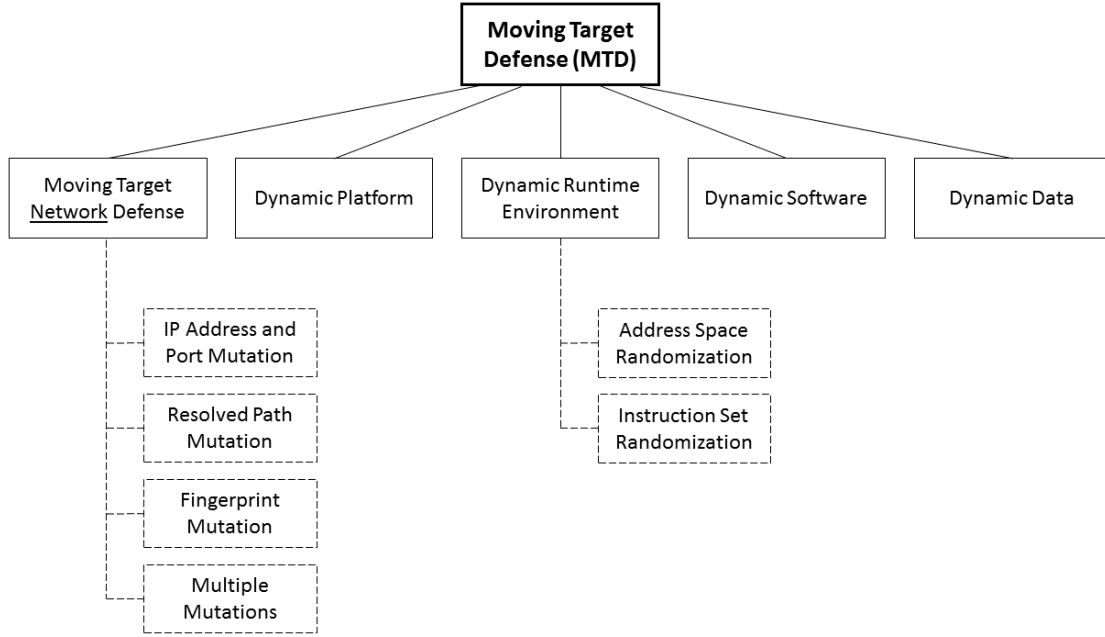 Moving Target
Defense (MTD)
Moving Target
Network Defense
Dynamic Platform
Dynamic Runtime
Environment
Dynamic Software
Dynamic Data
IP Address and
Port Mutation
Resolved Path
Mutation
Fingerprint
Mutation
Multiple
Mutations
Address Space
Randomization
Instruction Set
Randomization